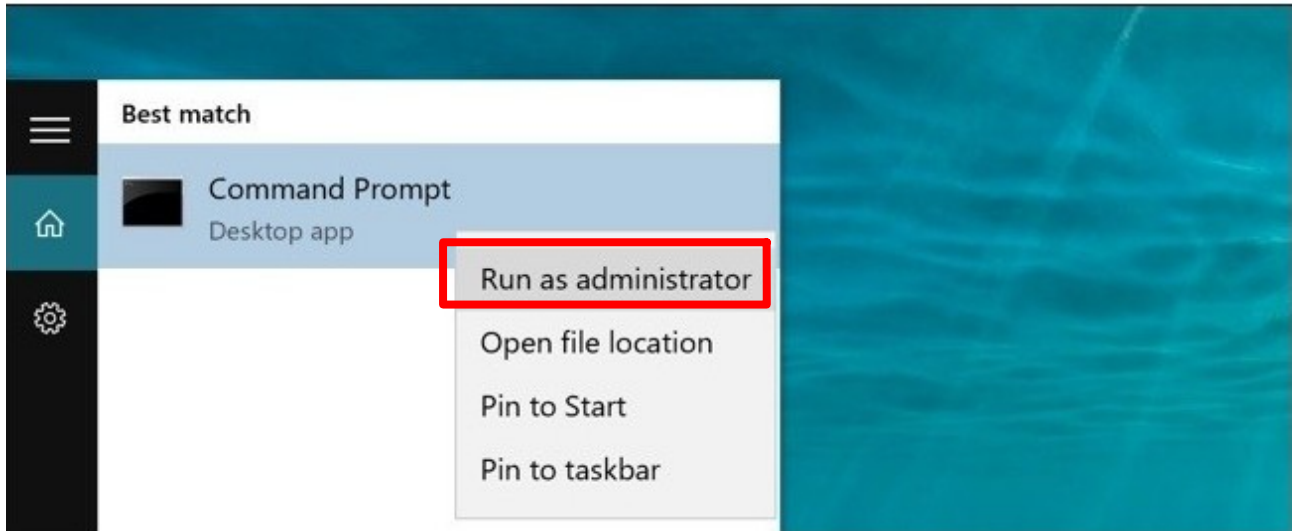 Best match
Command Prompt
Desktop app
Run as administrator
Open file location
Pin to Start
Pin to taskbar